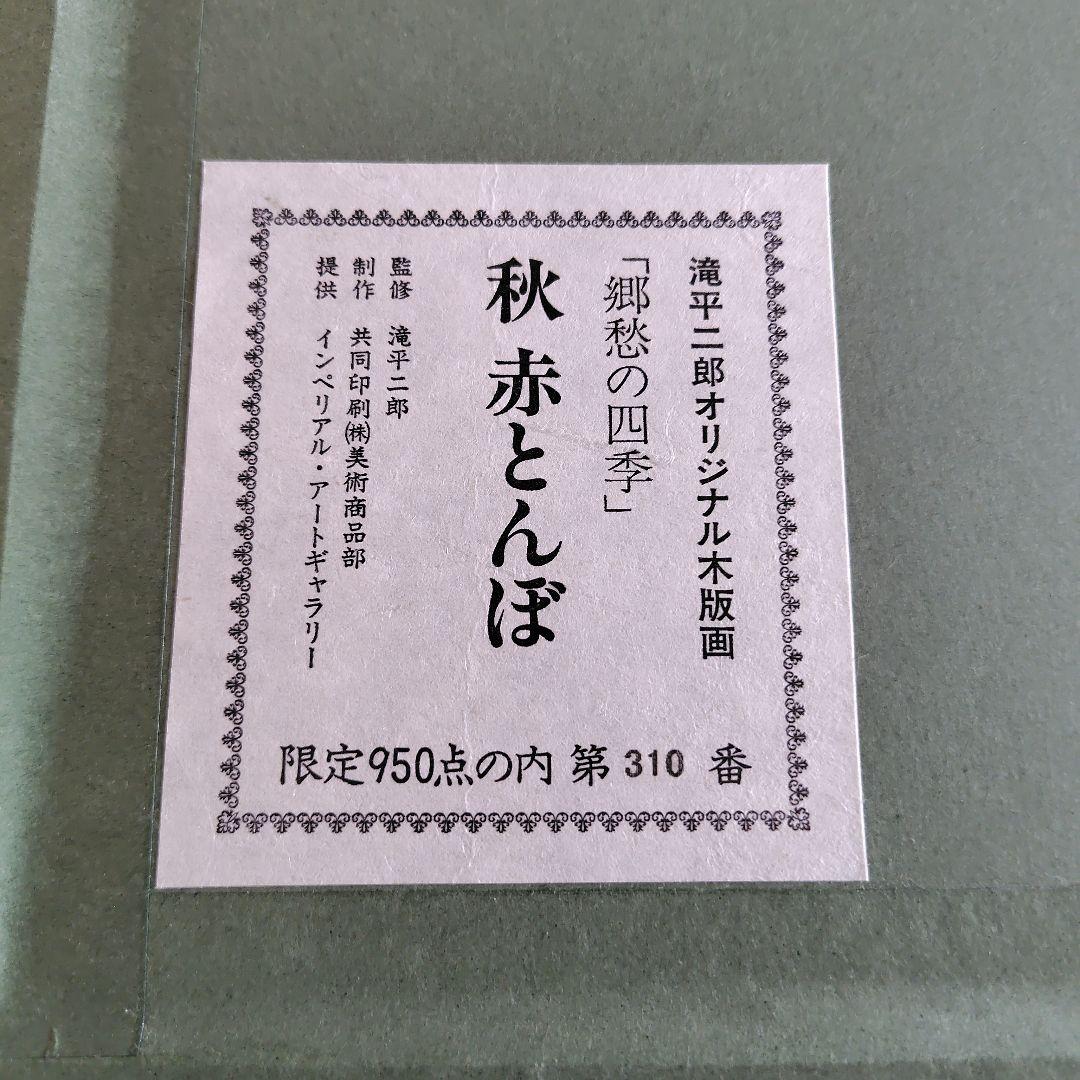 滝平二郎オリジナル木版画
「郷愁の四季」
秋 赤とんぼ
監修 滝平二郎
制作 共同印刷㈱美術商品部
提供 インペリアル・アートギャラリー
限定950点の内 第 310 番